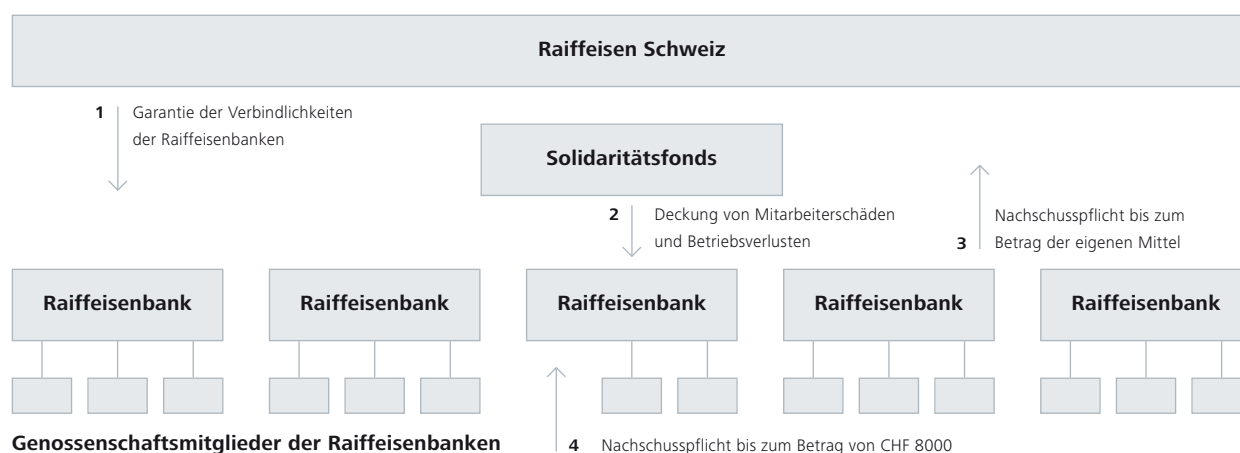 Raiffeisen Schweiz
1 Garantie der Verbindlichkeiten
der Raiffeisenbanken
Solidaritätsfonds
2 Deckung von Mitarbeiterschäden
und Betriebsverlusten
Nachschusspflicht bis zum
3 Betrag der eigenen Mittel
Raiffeisenbank
Raiffeisenbank
Raiffeisenbank
Raiffeisenbank
Raiffeisenbank
Genossenschaftsmitglieder der Raiffeisenbanken
4 Nachschusspflicht bis zum Betrag von CHF 8000